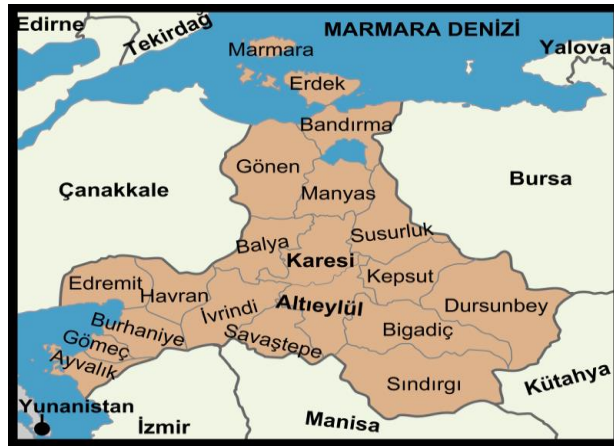 Edirne
Tekirdağ
MARMARA DENİZİ
Yalova
Marmara
Erdek
Bandırma
Gönen
Çanakkale
Manyas
Bursa
Susurluk
Balya
Karesi
Kepsut
Edremit
Havran
İvrindi
Altıeylül
Dursunbey
Burhaniye
Bigadiç
Gömeç
Savaştepe
Ayvalık
Sındırgı
Kütahya
Yunanistan
İzmir
Manisa